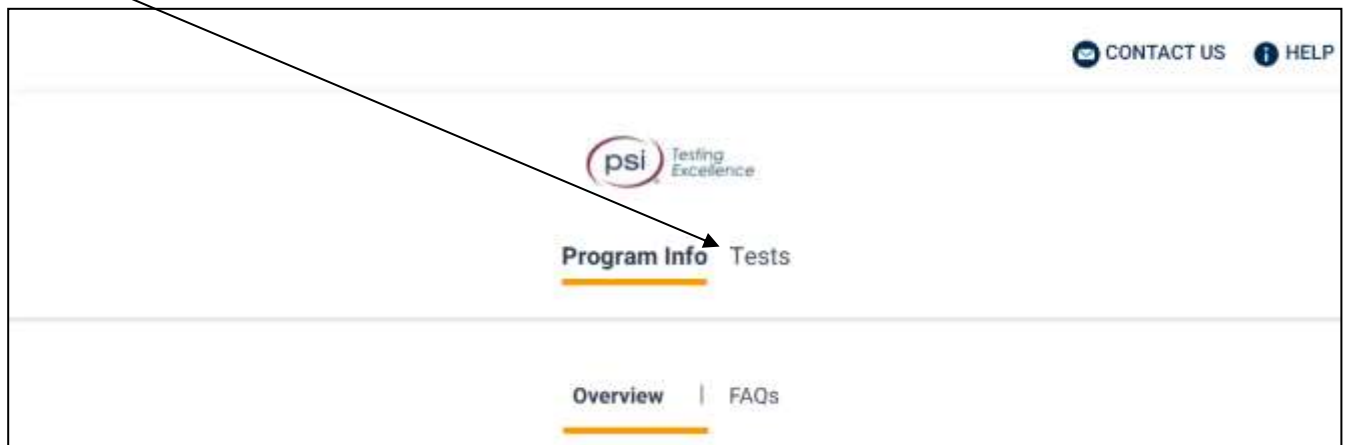 CONTACT US HELP
psi Testing
Excellence
Program Info Tests
Overview | FAQs